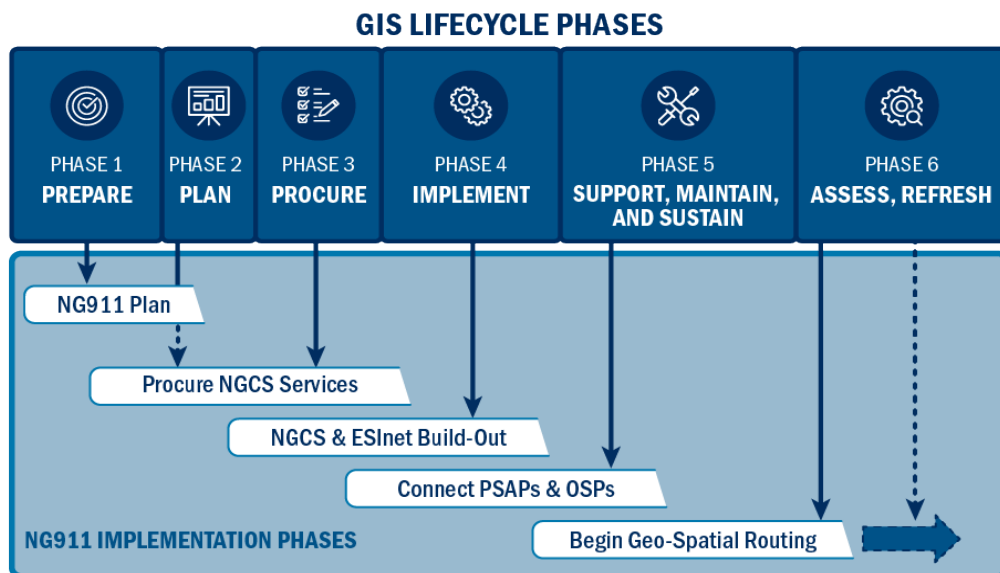 GIS LIFECYCLE PHASES
PHASE 1
PREPARE
PHASE 2
PLAN
PHASE 3
PROCURE
PHASE 4
IMPLEMENT
PHASE 5
SUPPORT, MAINTAIN,
AND SUSTAIN
PHASE 6
ASSESS, REFRESH
NG911 Plan
Procure NGCS Services
NGCS & ESInet Build-Out
Connect PSAPs & OSPs
Begin Geo-Spatial Routing
NG911 IMPLEMENTATION PHASES